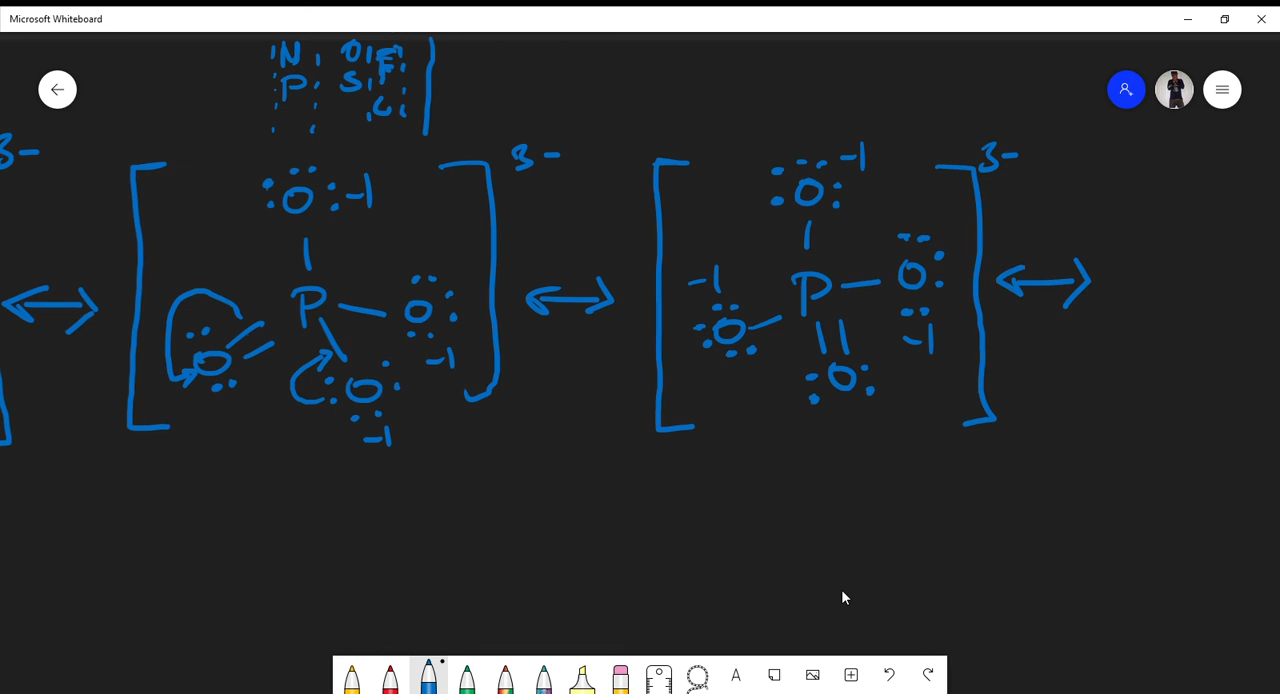 Microsoft Whiteboard
N O F
P S
Cl
3-
3-
3-
O -1
O -1
P O
-1
O
O
-1
-1
P O
-1
O
O
A